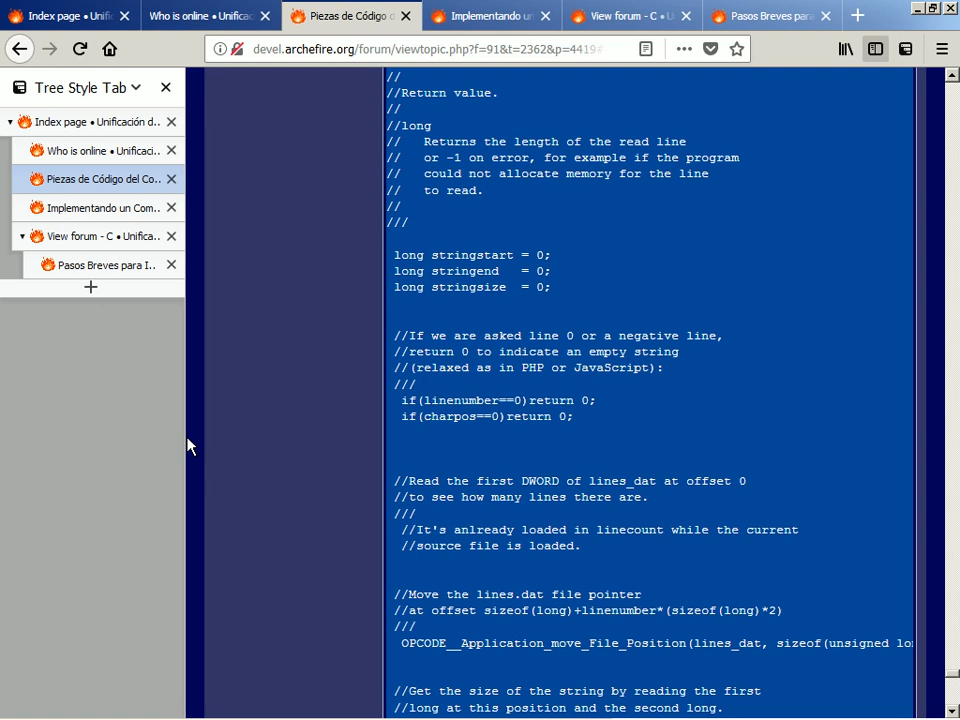 Index page • Unifi
Who is online • Unificac
Piezas de Código d
Implementando un
View forum - C • U
Pasos Breves para
devel.archefire.org/forum/viewtopic.php?f=91&t=2362&p=4419#
Tree Style Tab
Index page • Unificación d..
Who is online • Unificaci..
Piezas de Código del Co..
Implementando un Com..
View forum - C • Unifica..
Pasos Breves para I..
//
//Return value.
//
//long
//   Returns the length of the read line
//   or -1 on error, for example if the program
//   could not allocate memory for the line
//   to read.
//
///
long stringstart = 0;
long stringend   = 0;
long stringsize  = 0;
//If we are asked line 0 or a negative line,
//return 0 to indicate an empty string
//(relaxed as in PHP or JavaScript):
///
if(linenumber==0)return 0;
if(charpos==0)return 0;
//Read the first DWORD of lines_dat at offset 0
//to see how many lines there are.
///
//It's anlready loaded in linecount while the current
//source file is loaded.
//Move the lines.dat file pointer
//at offset sizeof(long)+linenumber*(sizeof(long)*2)
///
OPCODE__Application_move_File_Position(lines_dat, sizeof(unsigned lo
//Get the size of the string by reading the first
//long at this position and the second long.